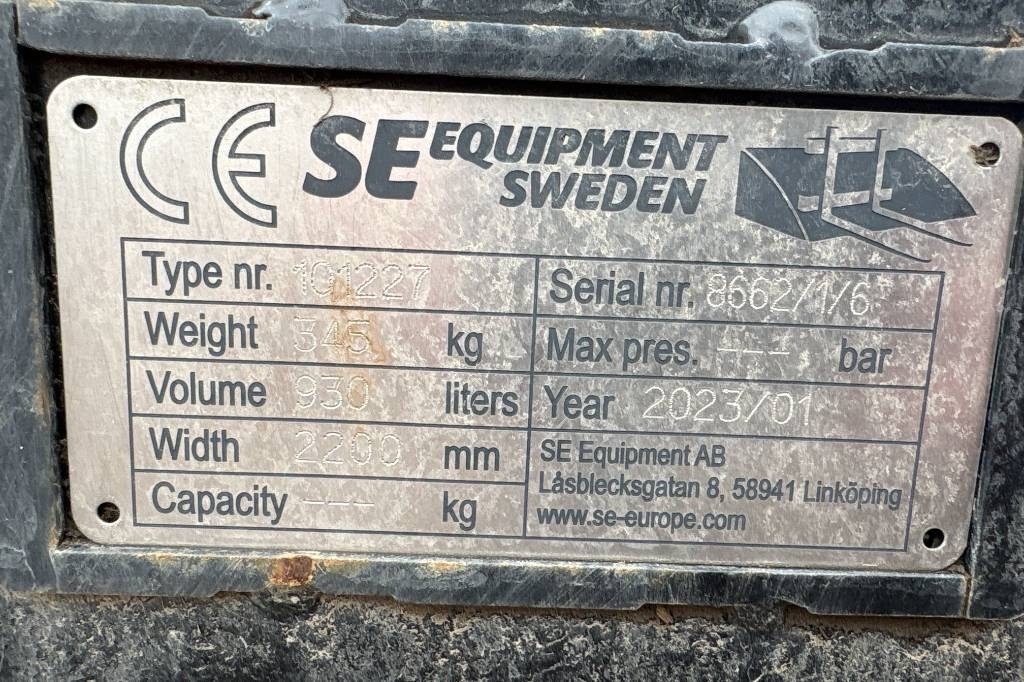 CE SE EQUIPMENT
SWEDEN
Type nr. 101227
Weight 345 kg
Volume 930 liters
Width 2200 mm
Capacity --- kg
Serial nr. 8662/1/6
Max pres. --- bar
Year 2023/01
SE Equipment AB
Låsblecksgatan 8, 58941 Linköping
www.se-europe.com